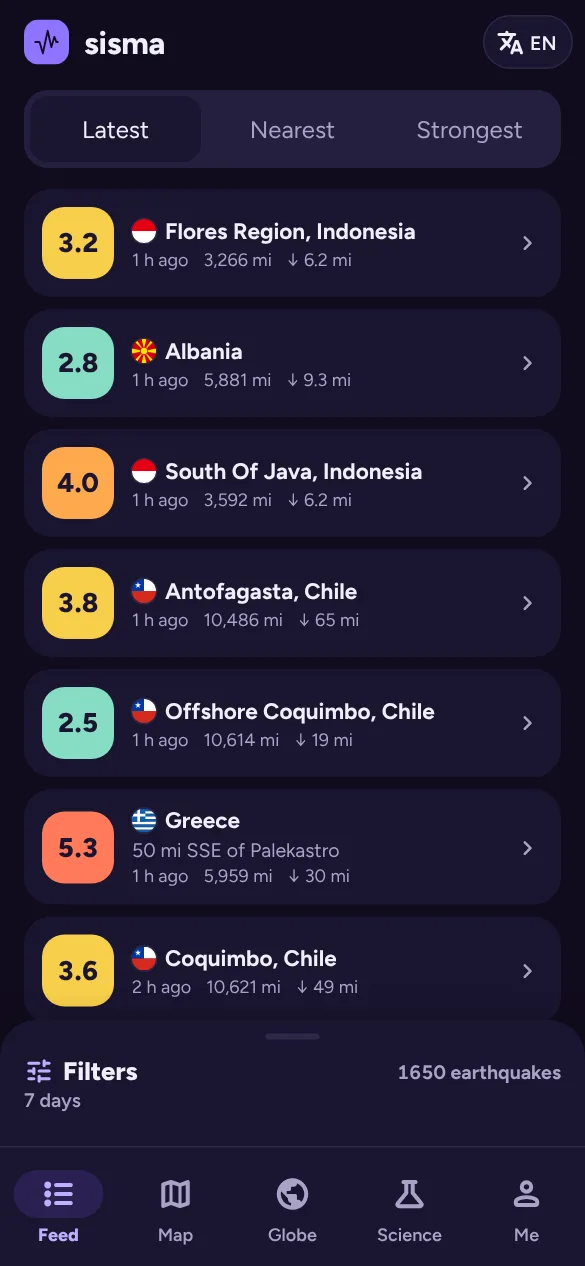 sisma
EN
Latest Nearest Strongest
3.2
Flores Region, Indonesia
1 h ago 3,266 mi ↓ 6.2 mi
2.8
Albania
1 h ago 5,881 mi ↓ 9.3 mi
4.0
South Of Java, Indonesia
1 h ago 3,592 mi ↓ 6.2 mi
3.8
Antofagasta, Chile
1 h ago 10,486 mi ↓ 65 mi
2.5
Offshore Coquimbo, Chile
1 h ago 10,614 mi ↓ 19 mi
5.3
Greece
50 mi SSE of Palekastro
1 h ago 5,959 mi ↓ 30 mi
3.6
Coquimbo, Chile
2 h ago 10,621 mi ↓ 49 mi
Filters
1650 earthquakes
7 days
Feed Map Globe Science Me